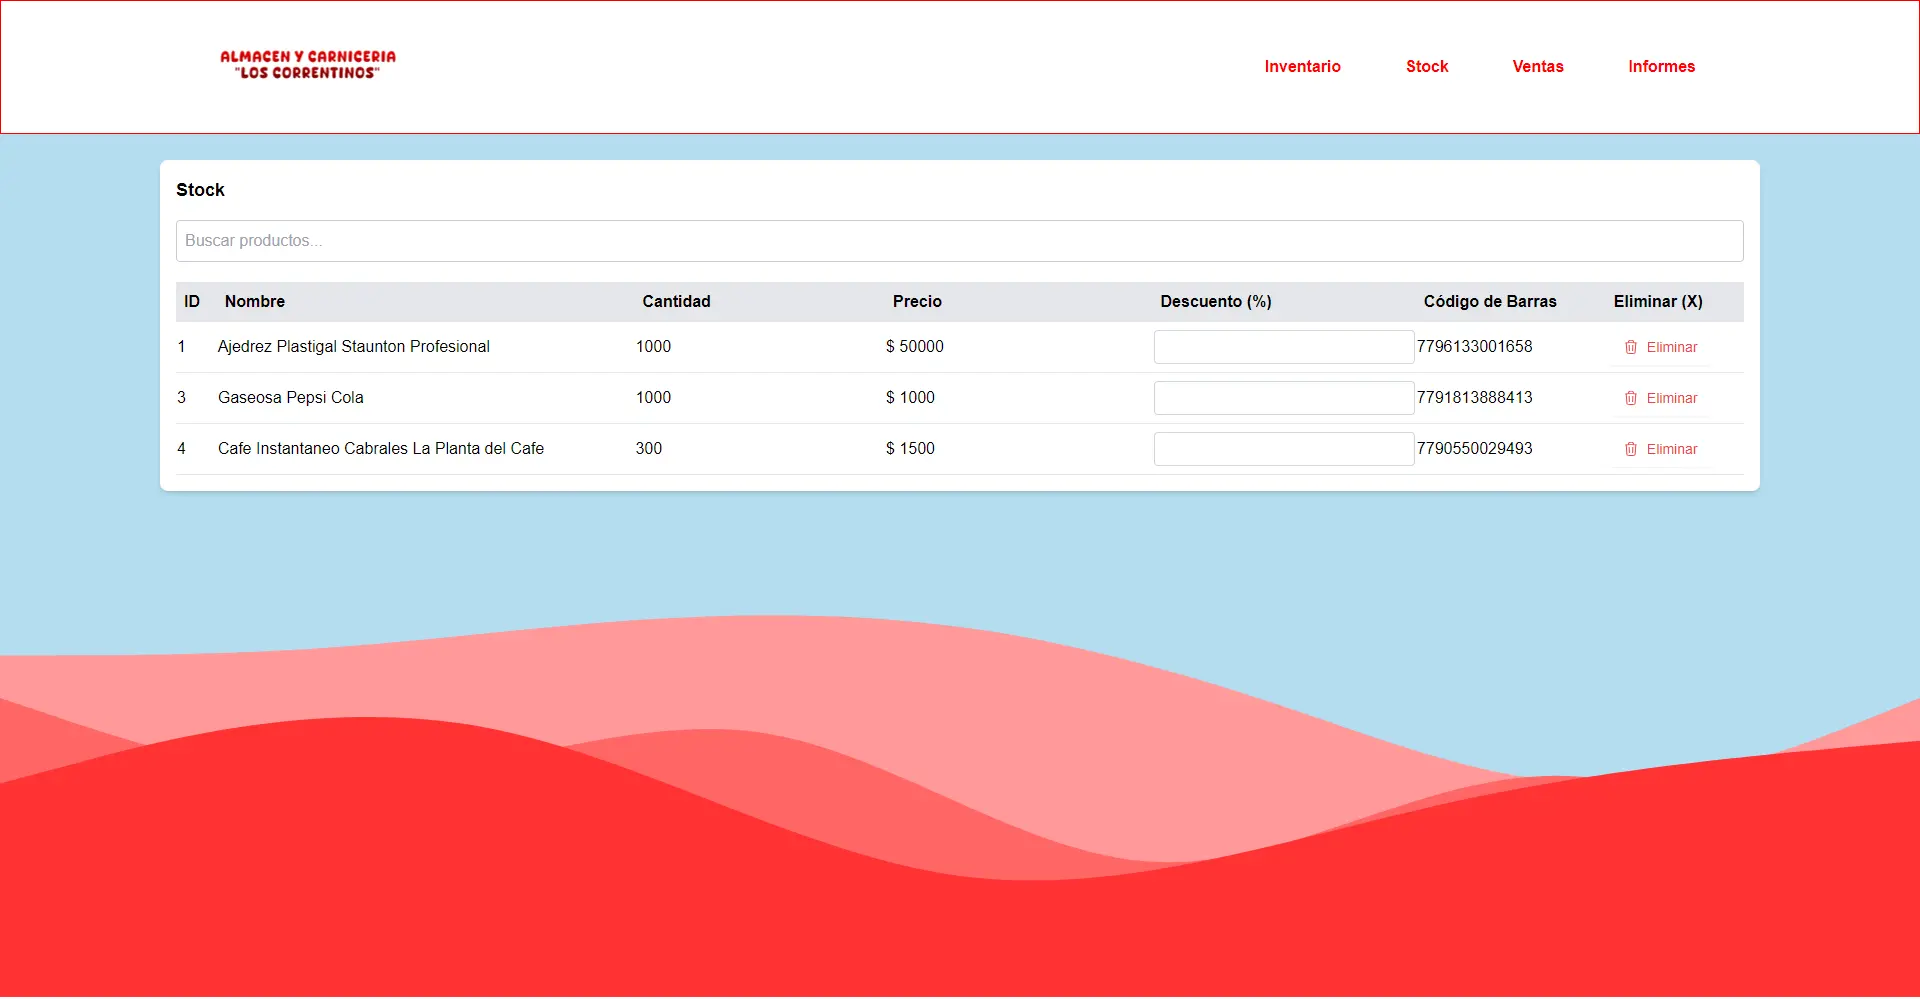 ALMACEN Y CARNICERIA
"LOS CORRENTINOS"
Inventario Stock Ventas Informes
Stock
Buscar productos...
ID Nombre Cantidad Precio Descuento (%) Código de Barras Eliminar (X)
1 Ajedrez Plastigal Staunton Profesional 1000 $ 50000 7796133001658 Eliminar
3 Gaseosa Pepsi Cola 1000 $ 1000 7791813888413 Eliminar
4 Cafe Instantaneo Cabrales La Planta del Cafe 300 $ 1500 7790550029493 Eliminar